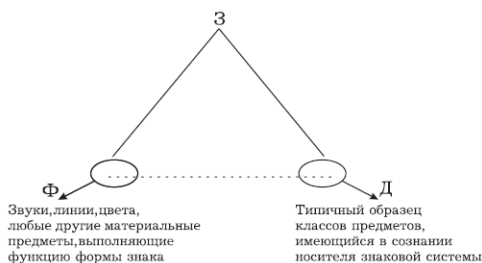 З
Ф
Д
Звуки,линии,цвета,
любые другие материальные
предметы,выполняющие
функцию формы знака
Типичный образец
классов предметов,
имеющийся в сознании
носителя знаковой системы